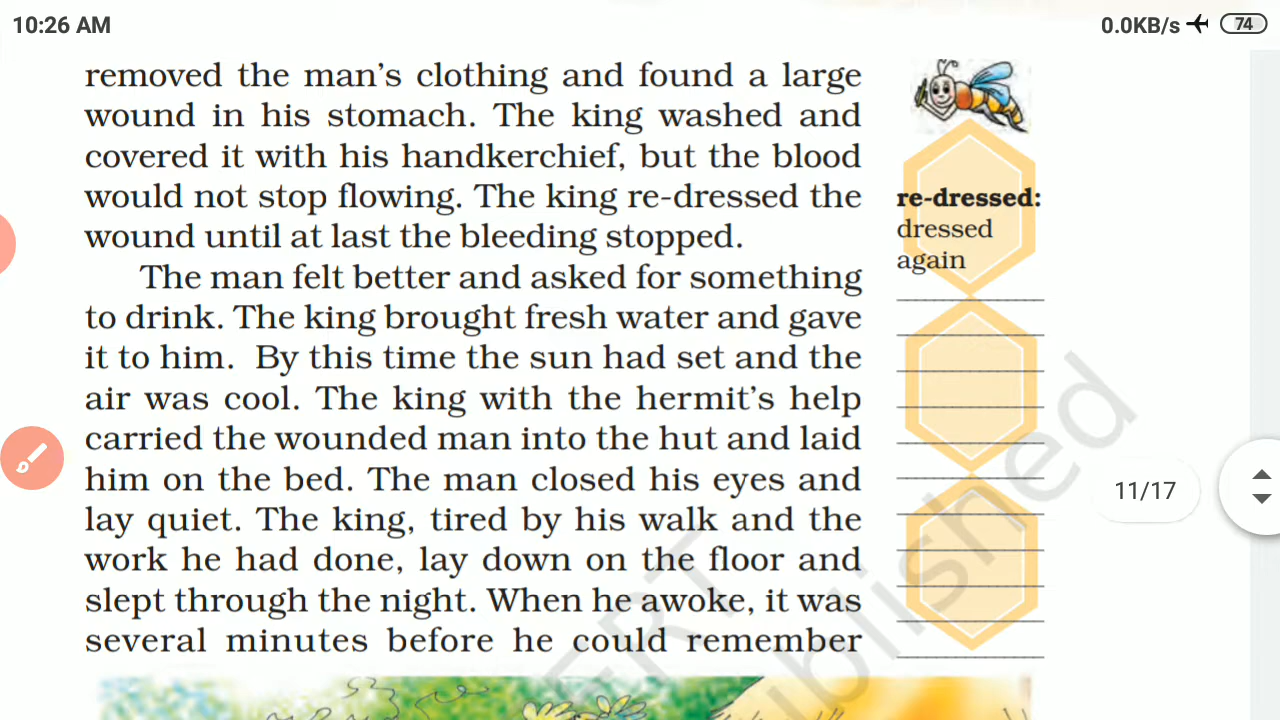 10:26 AM
0.0KB/s 74
removed the man's clothing and found a large
wound in his stomach. The king washed and
covered it with his handkerchief, but the blood
would not stop flowing. The king re-dressed the
wound until at last the bleeding stopped.
The man felt better and asked for something
to drink. The king brought fresh water and gave
it to him. By this time the sun had set and the
air was cool. The king with the hermit's help
carried the wounded man into the hut and laid
him on the bed. The man closed his eyes and
lay quiet. The king, tired by his walk and the
work he had done, lay down on the floor and
slept through the night. When he awoke, it was
several minutes before he could remember
re-dressed:
dressed
again
11/17